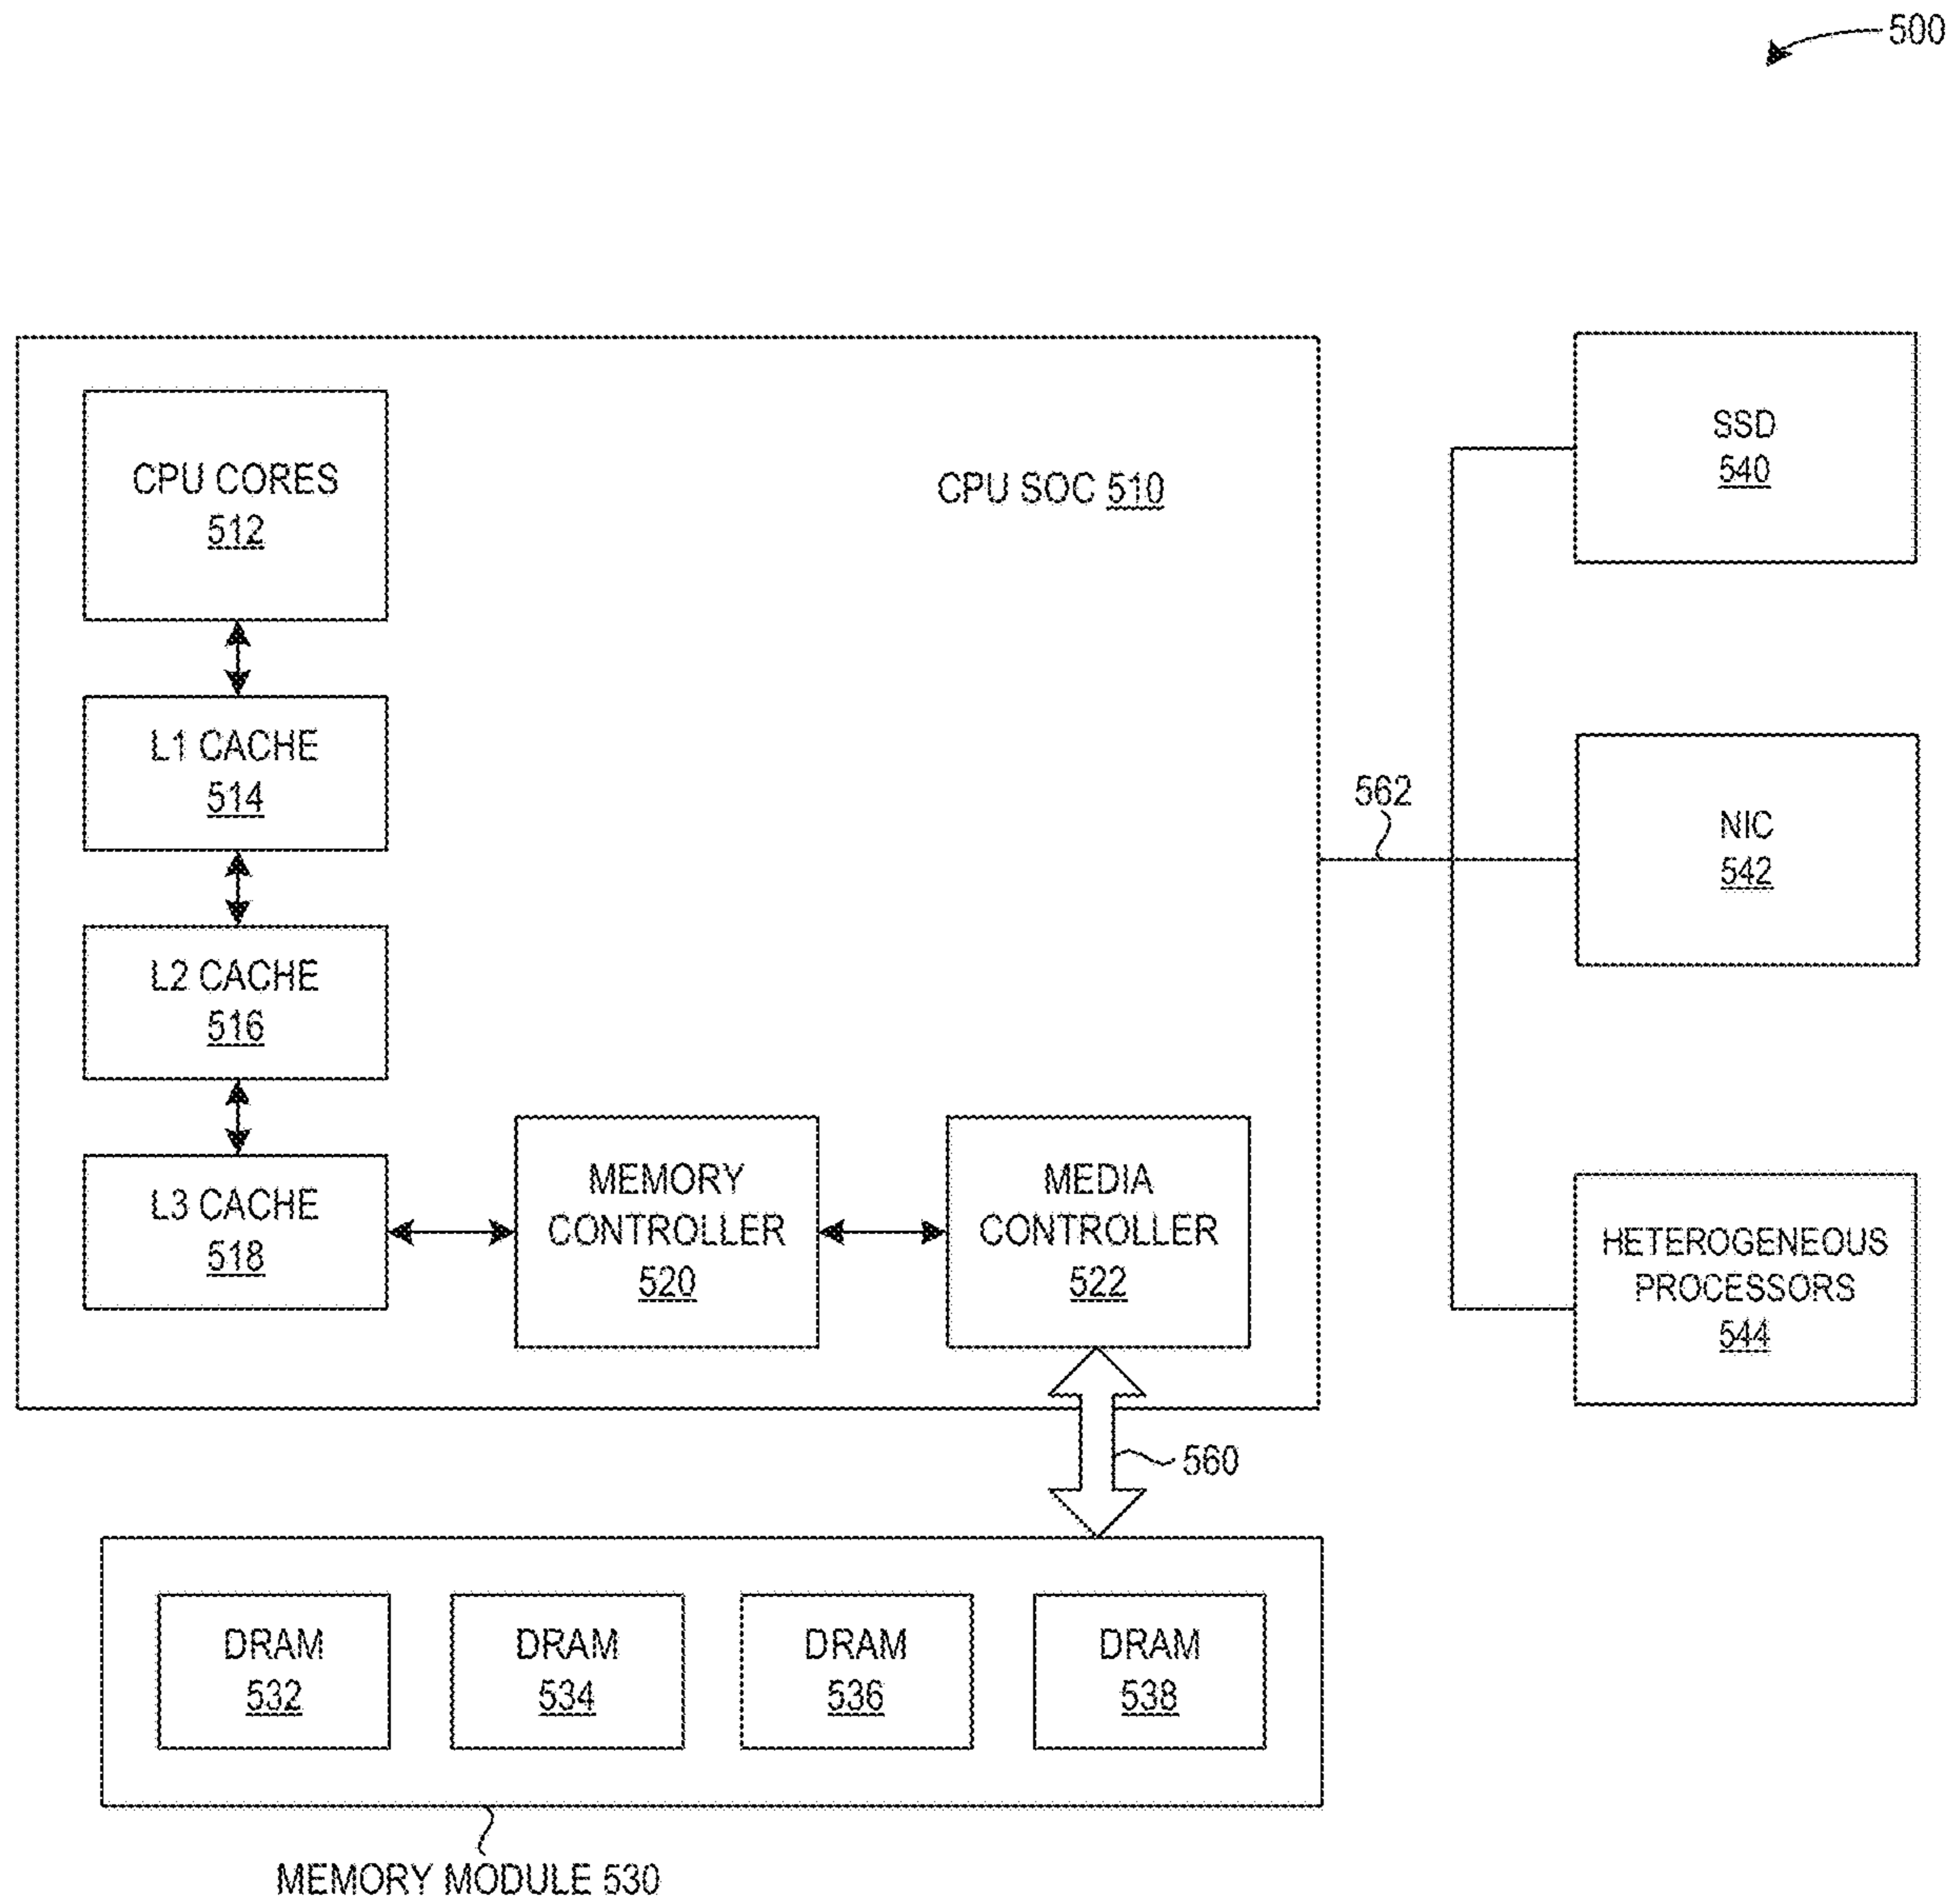 500
CPU CORES
512
CPU SOC 510
L1 CACHE
514
L2 CACHE
516
L3 CACHE
518
MEMORY
CONTROLLER
520
MEDIA
CONTROLLER
522
562
SSD
540
NIC
542
HETEROGENEOUS
PROCESSORS
544
560
DRAM
532
DRAM
534
DRAM
536
DRAM
538
MEMORY MODULE 530